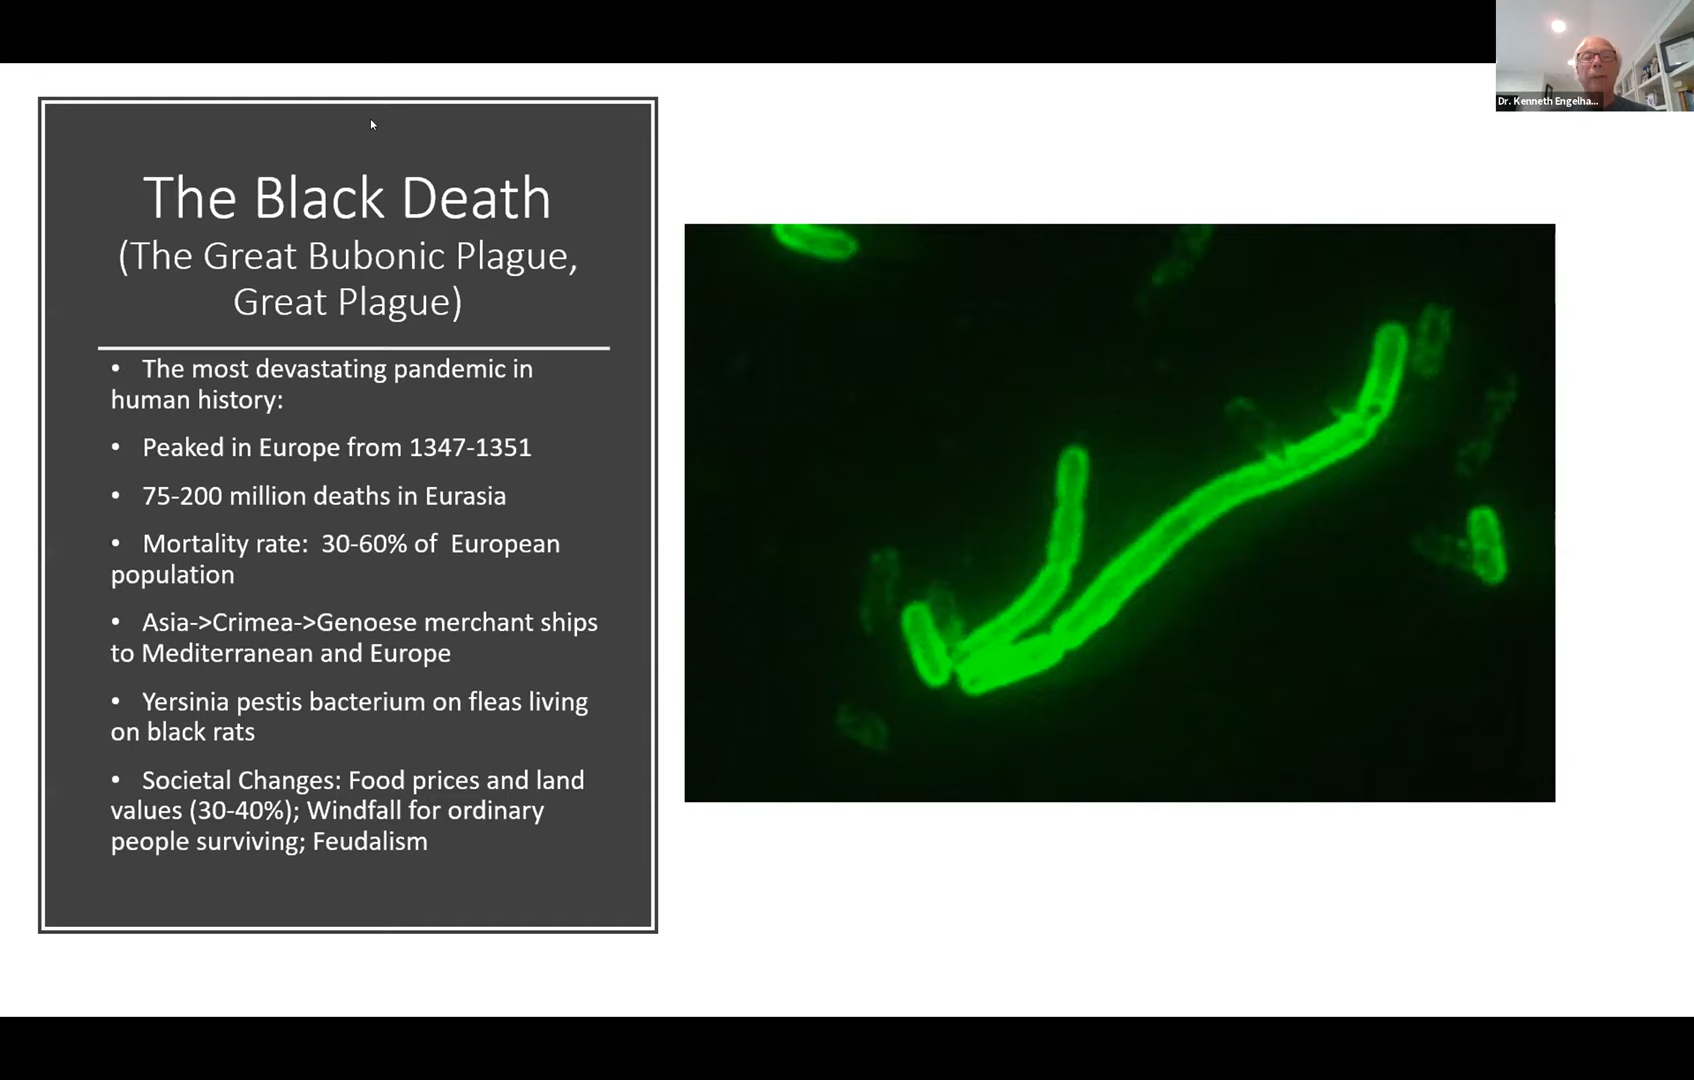 Dr. Kenneth Engelha...
The Black Death
(The Great Bubonic Plague,
Great Plague)
• The most devastating pandemic in
human history:
• Peaked in Europe from 1347-1351
• 75-200 million deaths in Eurasia
• Mortality rate:  30-60% of  European
population
• Asia->Crimea->Genoese merchant ships
to Mediterranean and Europe
• Yersinia pestis bacterium on fleas living
on black rats
• Societal Changes: Food prices and land
values (30-40%); Windfall for ordinary
people surviving; Feudalism